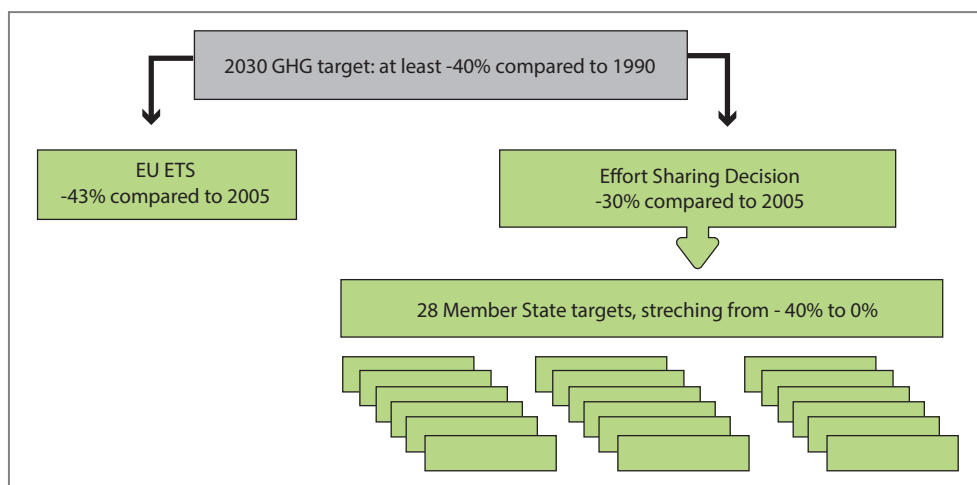 2030 GHG target: at least -40% compared to 1990
EU ETS
-43% compared to 2005
Effort Sharing Decision
-30% compared to 2005
28 Member State targets, streching from - 40% to 0%